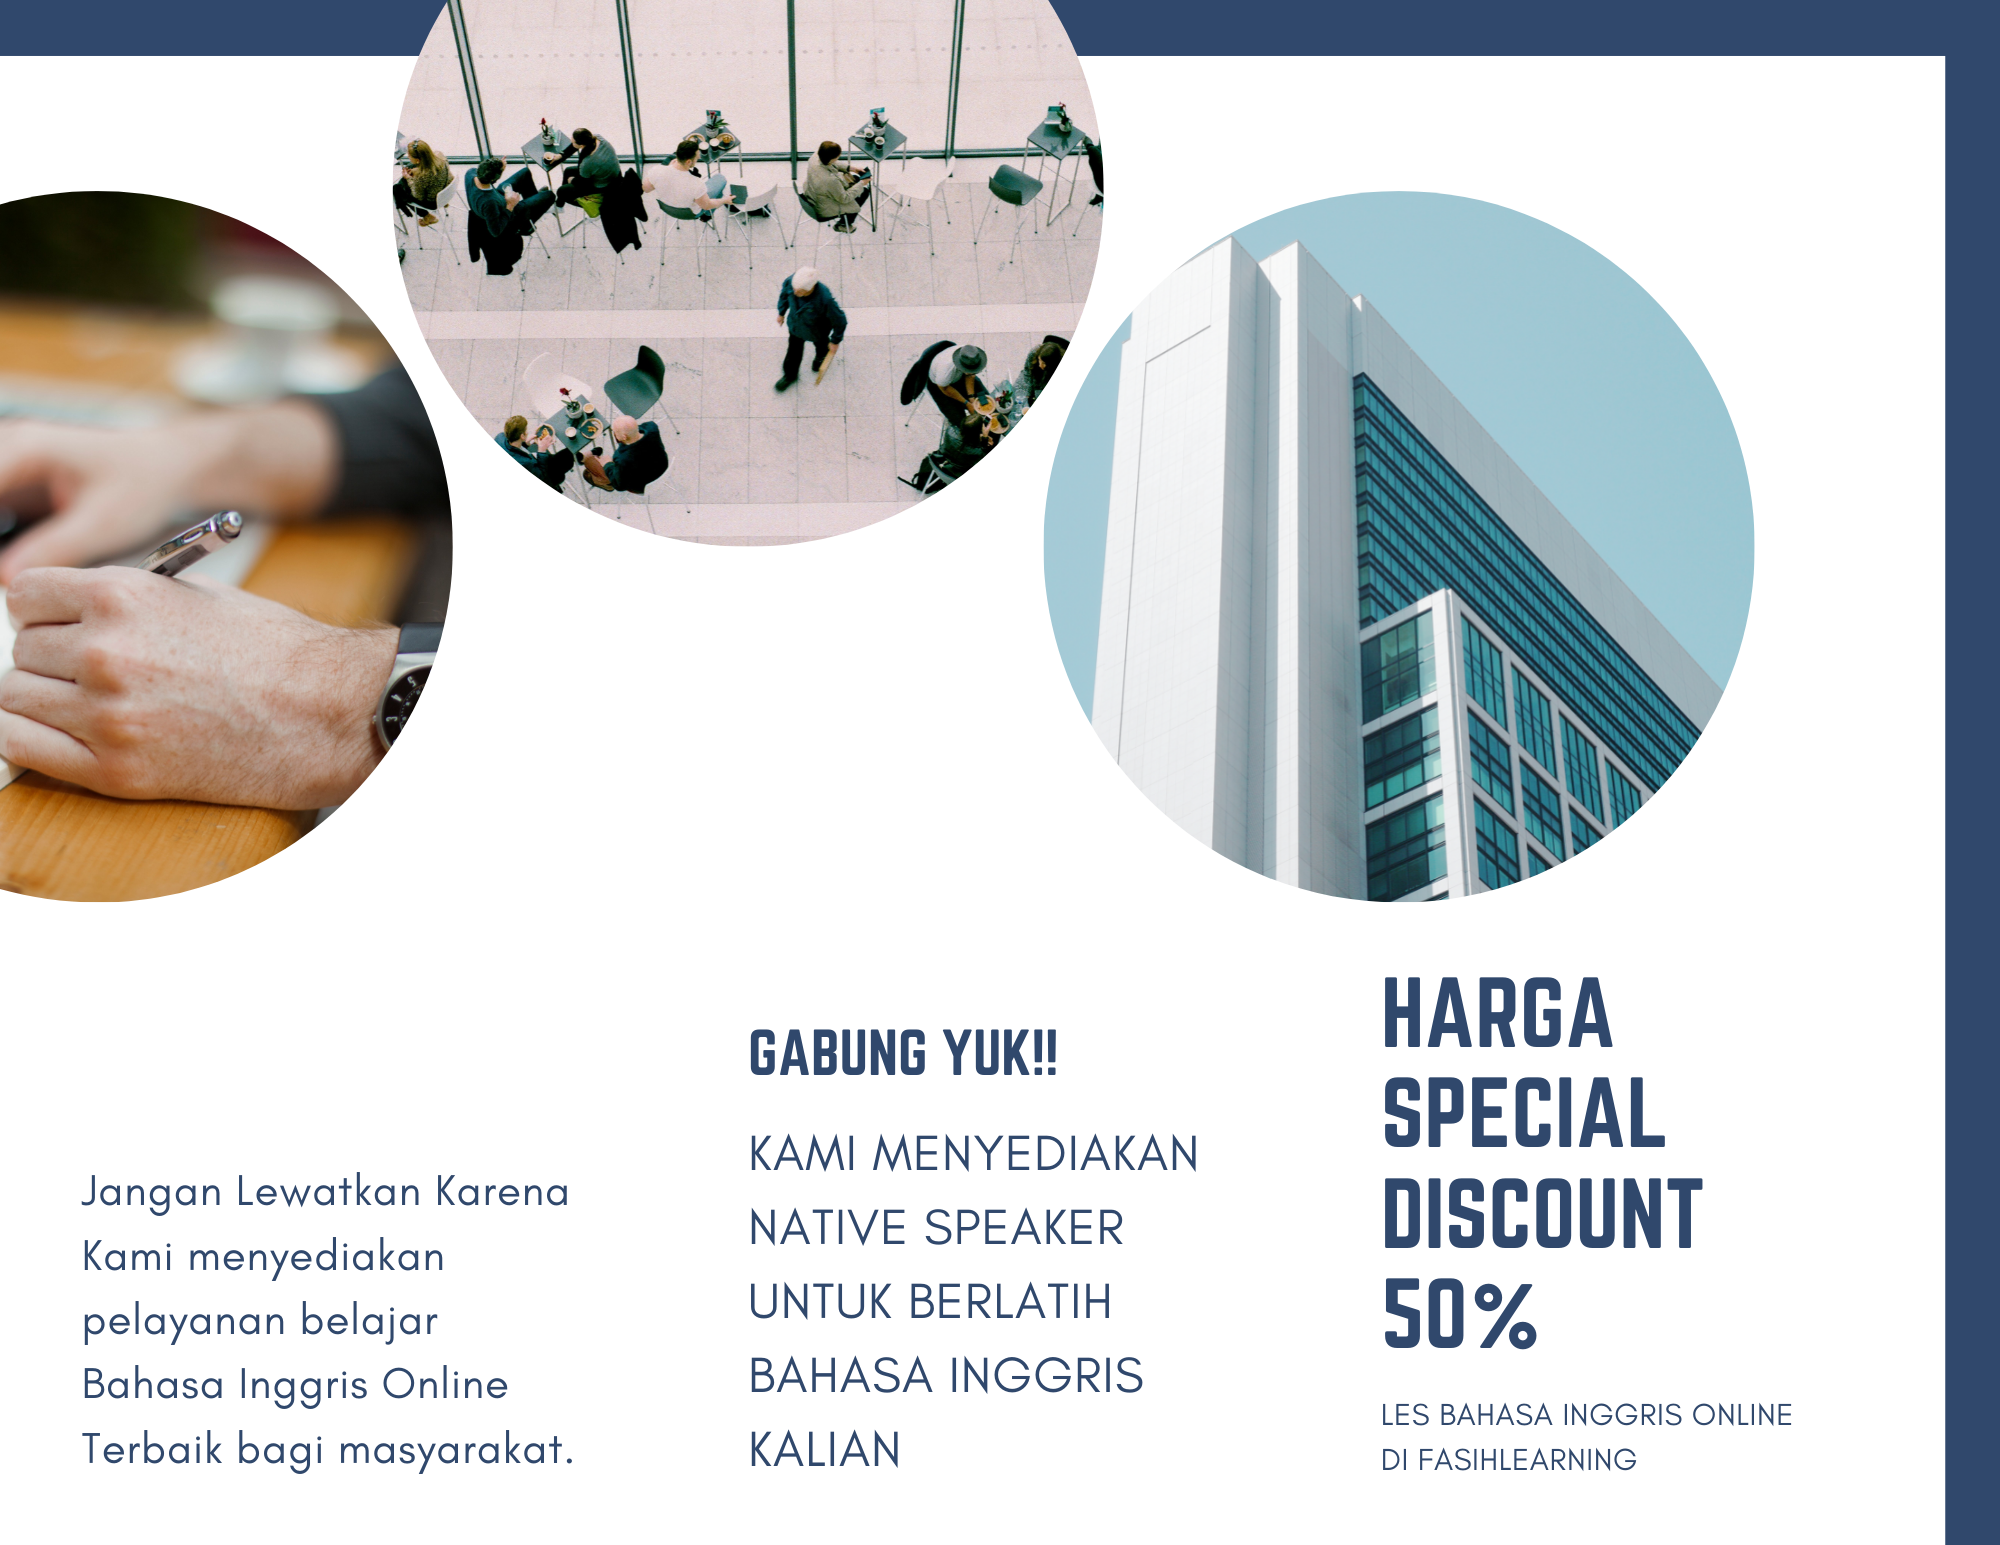 Jangan Lewatkan Karena
Kami menyediakan
pelayanan belajar
Bahasa Inggris Online
Terbaik bagi masyarakat.
GABUNG YUK!!
KAMI MENYEDIAKAN
NATIVE SPEAKER
UNTUK BERLATIH
BAHASA INGGRIS
KALIAN
HARGA
SPECIAL
DISCOUNT
50%
LES BAHASA INGGRIS ONLINE
DI FASIHLEARNING